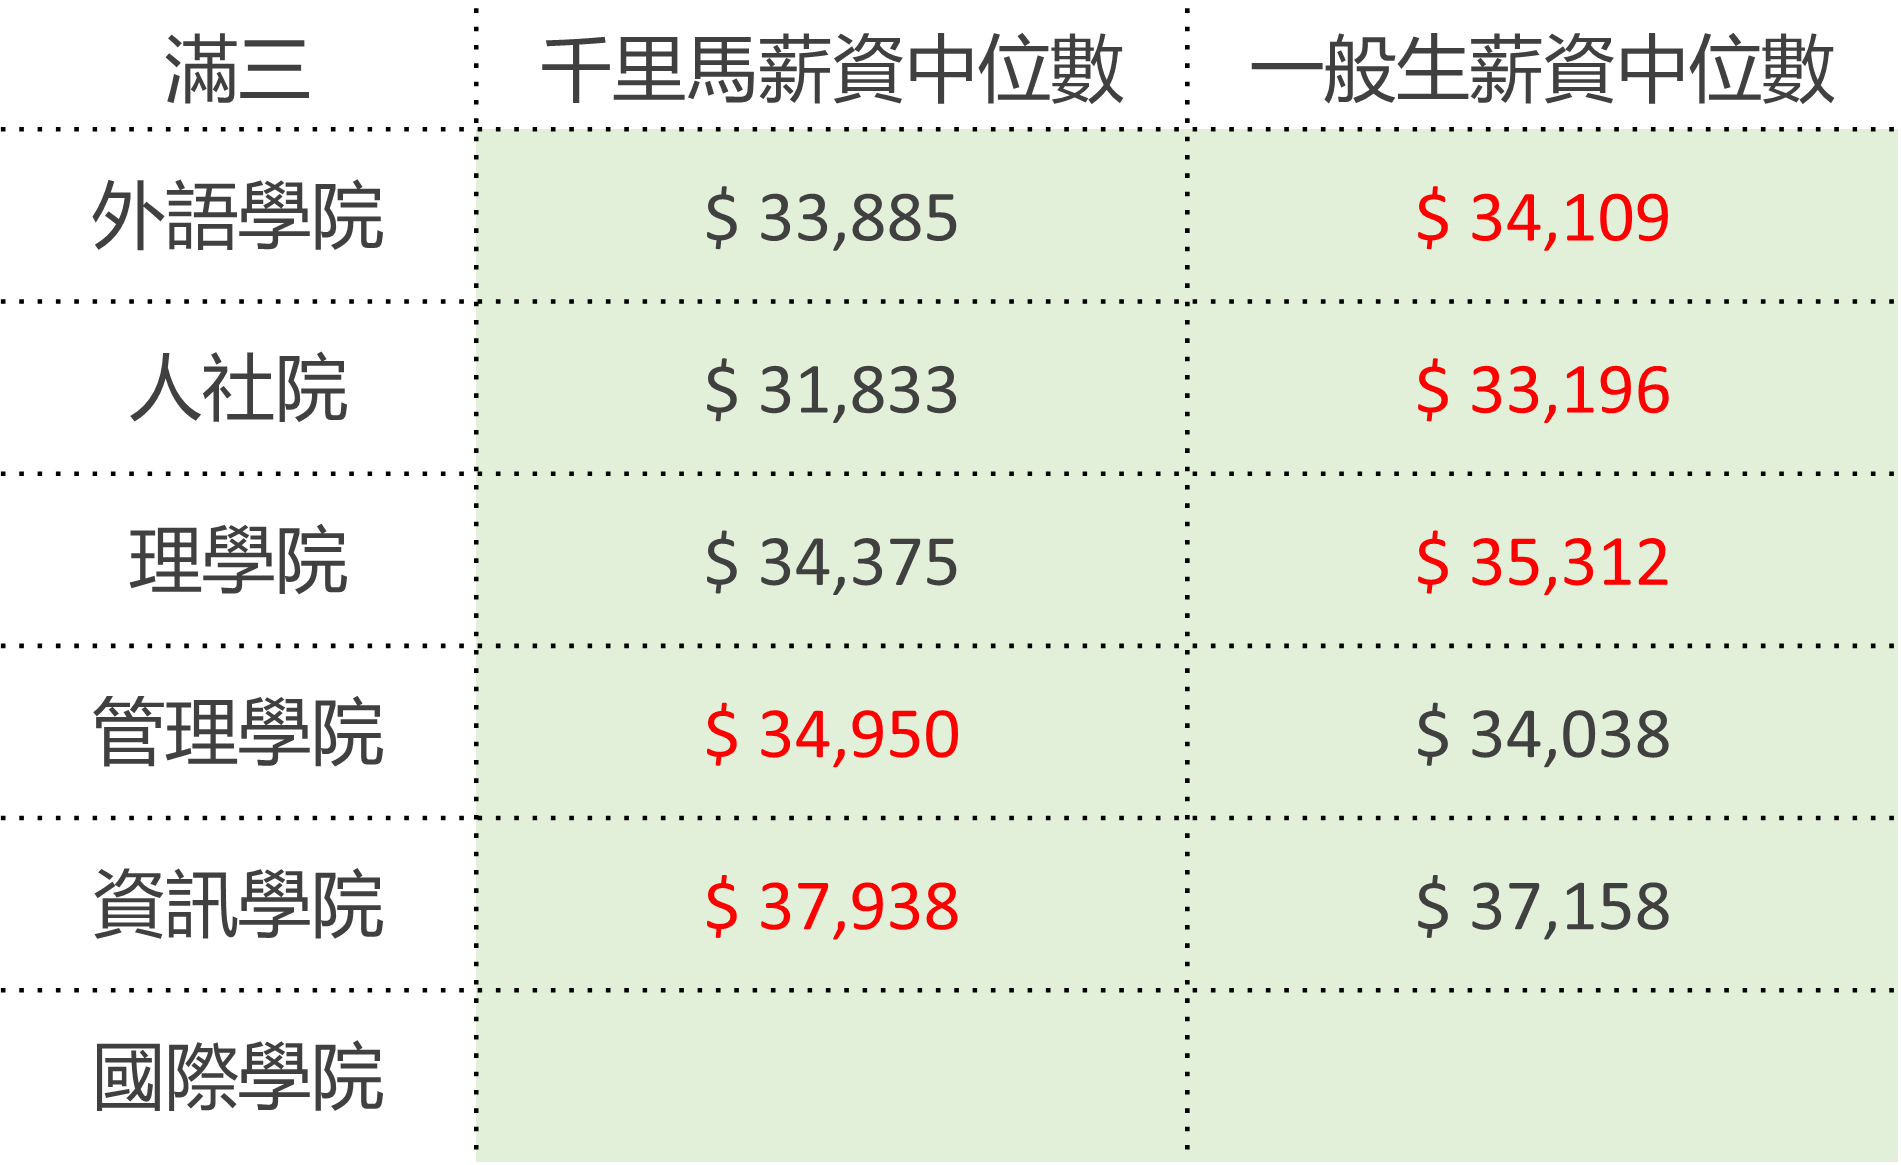 滿三 千里馬薪資中位數 一般生薪資中位數
外語學院 $ 33,885 $ 34,109
人社院 $ 31,833 $ 33,196
理學院 $ 34,375 $ 35,312
管理學院 $ 34,950 $ 34,038
資訊學院 $ 37,938 $ 37,158
國際學院